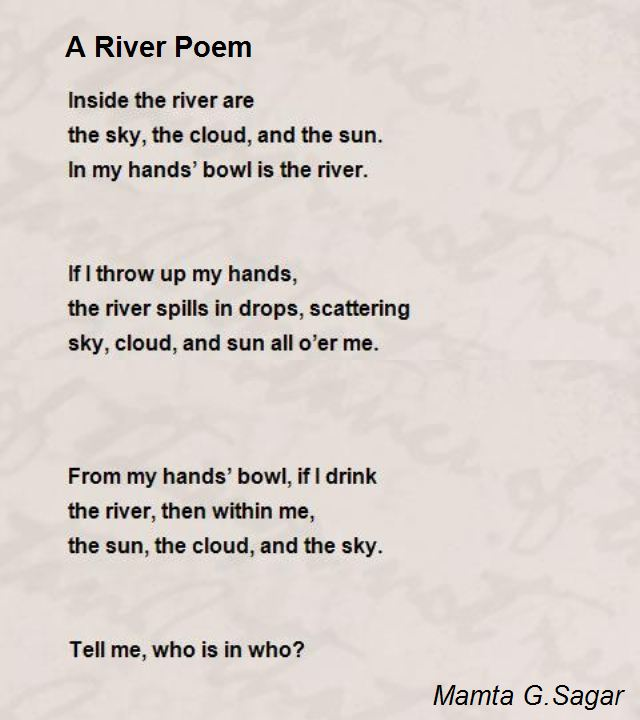 A River Poem
Inside the river are
the sky, the cloud, and the sun.
In my hands’ bowl is the river.
If I throw up my hands,
the river spills in drops, scattering
sky, cloud, and sun all o’er me.
From my hands’ bowl, if I drink
the river, then within me,
the sun, the cloud, and the sky.
Tell me, who is in who?
Mamta G.Sagar